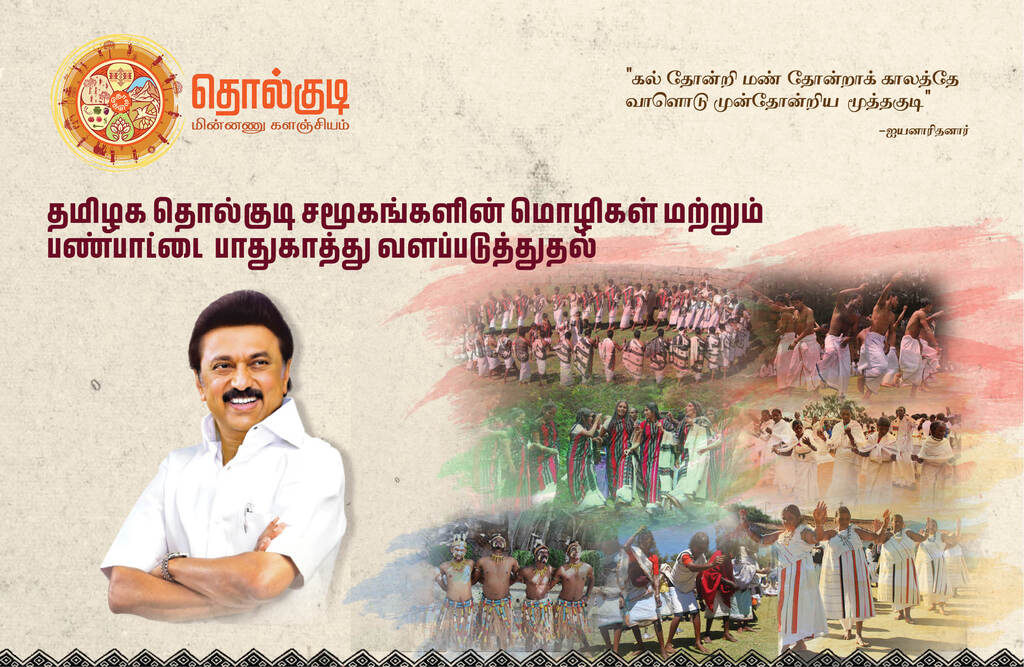 தொல்குடி
மின்னணு களஞ்சியம்
"கல் தோன்றி மண் தோன்றாக் காலத்தே
வாளொடு முன்தோன்றிய மூத்தகுடி"
-ஐயனாரிதனார்
தமிழக தொல்குடி சமூகங்களின் மொழிகள் மற்றும்
பண்பாட்டை பாதுகாத்து வளப்படுத்துதல்